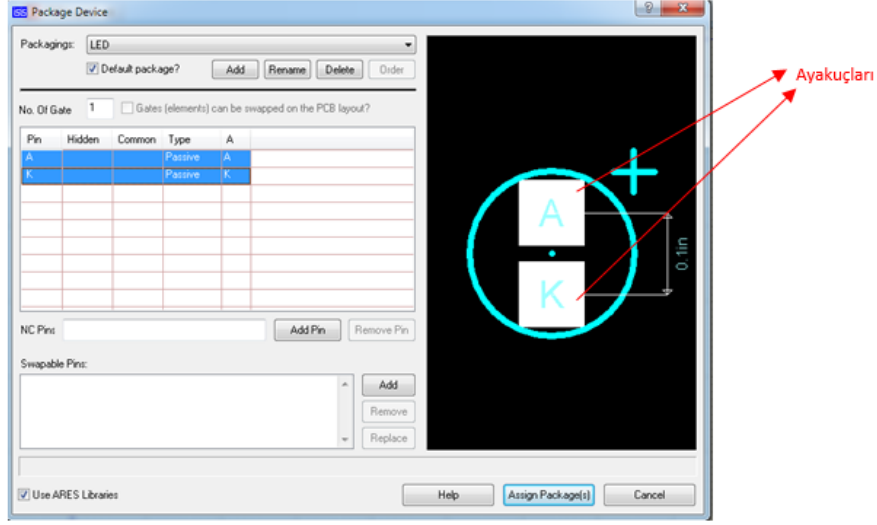 ISIS Package Device
Packagings: LED
Default package? Add Rename Delete Order
No. Of Gate 1 Gates (elements) can be swapped on the PCB layout?
Pin Hidden Common Type A
A Passive A
K Passive K
NC Pins: Add Pin Remove Pin
Swapable Pins:
Add
Remove
Replace
Use ARES Libraries
Help Assign Package(s) Cancel
A
K
0.1in
Ayakuçları